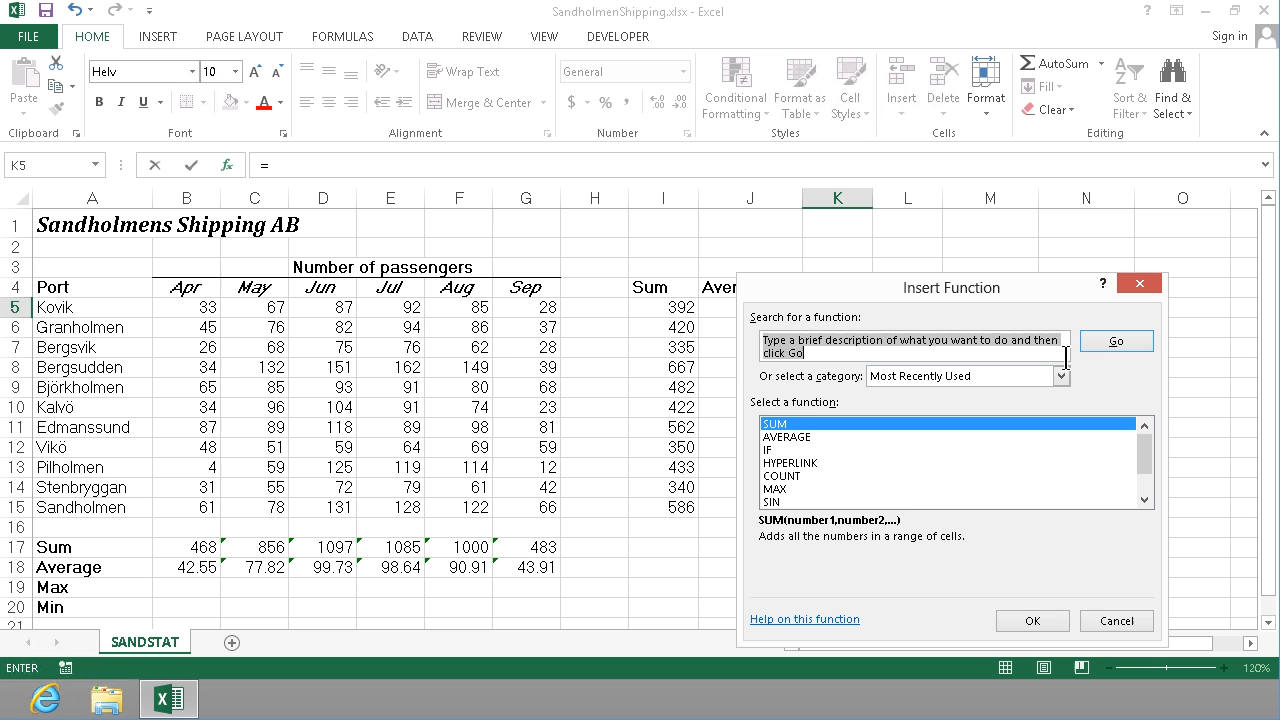 SandholmenShipping.xlsx - Excel
FILE HOME INSERT PAGE LAYOUT FORMULAS DATA REVIEW VIEW DEVELOPER Sign in
Paste
Helv 10
B I U A
Wrap Text
Merge & Center
General
$ % ,
Conditional Formatting
Format as Table
Cell Styles
Insert Delete Format
AutoSum
Fill
Clear
Sort & Filter
Find & Select
Clipboard Font Alignment Number Styles Cells Editing
K5 fx =
A B C D E F G H I J K L M N O
1 Sandholmens Shipping AB
2
3 Number of passengers
4 Port Apr May Jun Jul Aug Sep Sum Aver
5 Kovik 33 67 87 92 85 28 392
6 Granholmen 45 76 82 94 86 37 420
7 Bergsvik 26 68 75 76 62 28 335
8 Bergsudden 34 132 151 162 149 39 667
9 Björkholmen 65 85 93 91 80 68 482
10 Kalvö 34 96 104 91 74 23 422
11 Edmanssund 87 89 118 89 98 81 562
12 Vikö 48 51 59 64 69 59 350
13 Pilholmen 4 59 125 119 114 12 433
14 Stenbryggan 31 55 72 79 61 42 340
15 Sandholmen 61 78 131 128 122 66 586
16
17 Sum 468 856 1097 1085 1000 483
18 Average 42.55 77.82 99.73 98.64 90.91 43.91
19 Max
20 Min
21
Insert Function
?
Search for a function:
Type a brief description of what you want to do and then
click Go
Go
Or select a category: Most Recently Used
Select a function:
SUM
AVERAGE
IF
HYPERLINK
COUNT
MAX
SIN
SUM(number1,number2,...)
Adds all the numbers in a range of cells.
Help on this function
OK Cancel
SANDSTAT
ENTER 120%